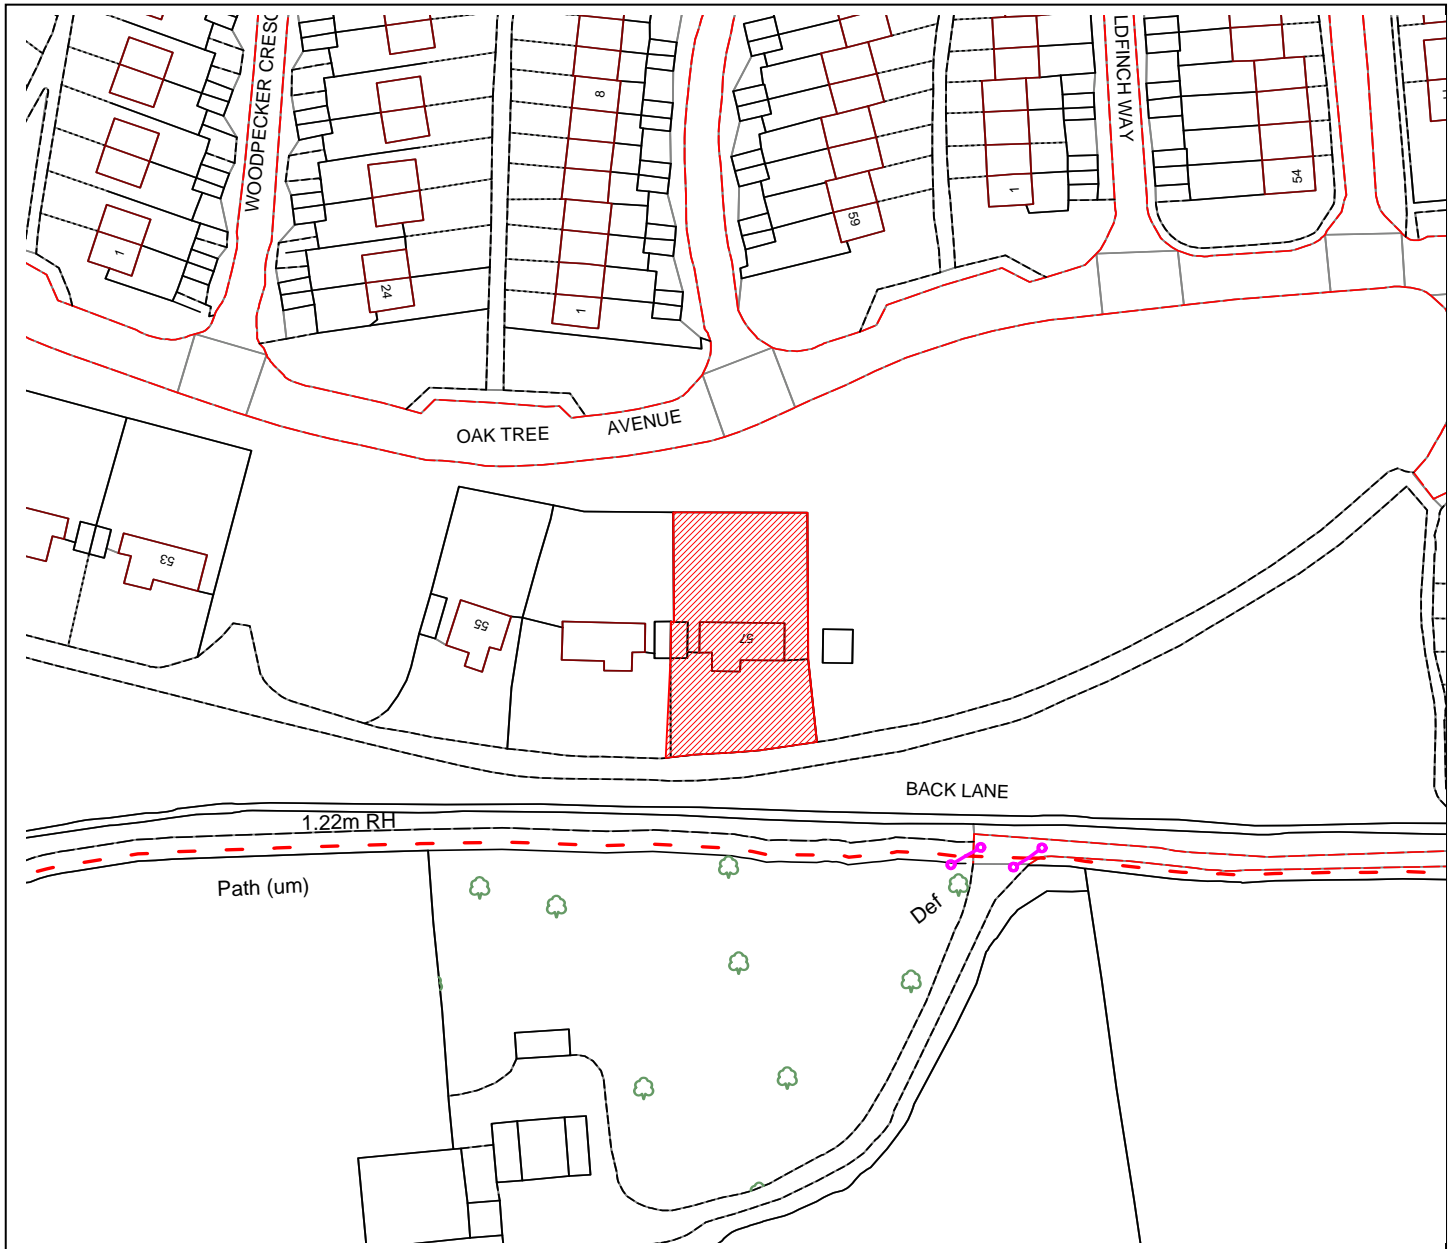 WOODPECKER CRESC
LDFINCH WAY
8
1
24
1
59
1
54
OAK TREE
AVENUE
53
55
57
BACK LANE
1.22m RH
Path (um)
Def